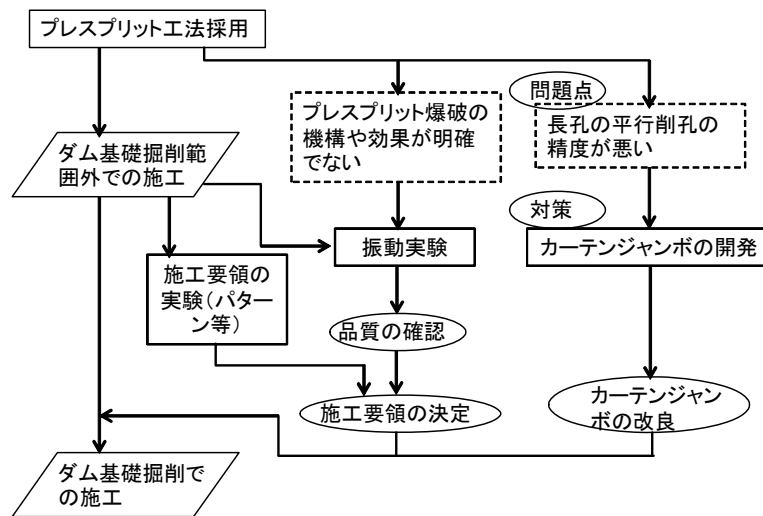 プレスプリット工法採用
問題点
プレスプリット爆破の
機構や効果が明確
でない
長孔の平行削孔の
精度が悪い
ダム基礎掘削範
囲外での施工
対策
振動実験
カーテンジャンボの開発
施工要領の
実験(パター
ン等)
品質の確認
施工要領の決定
カーテンジャン
ボの改良
ダム基礎掘削で
の施工